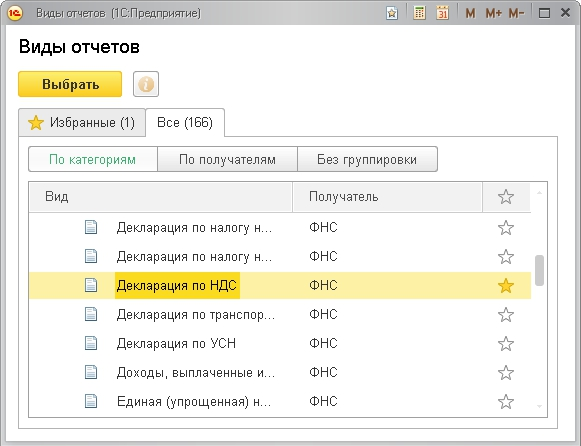 Виды отчетов (1С:Предприятие)
31 M M+ M-
Виды отчетов
Выбрать
Избранные (1) Все (166)
По категориям По получателям Без группировки
Вид Получатель
Декларация по налогу н... ФНС
Декларация по налогу н... ФНС
Декларация по НДС ФНС
Декларация по транспор... ФНС
Декларация по УСН ФНС
Доходы, выплаченные и... ФНС
Единая (упрощенная) н... ФНС